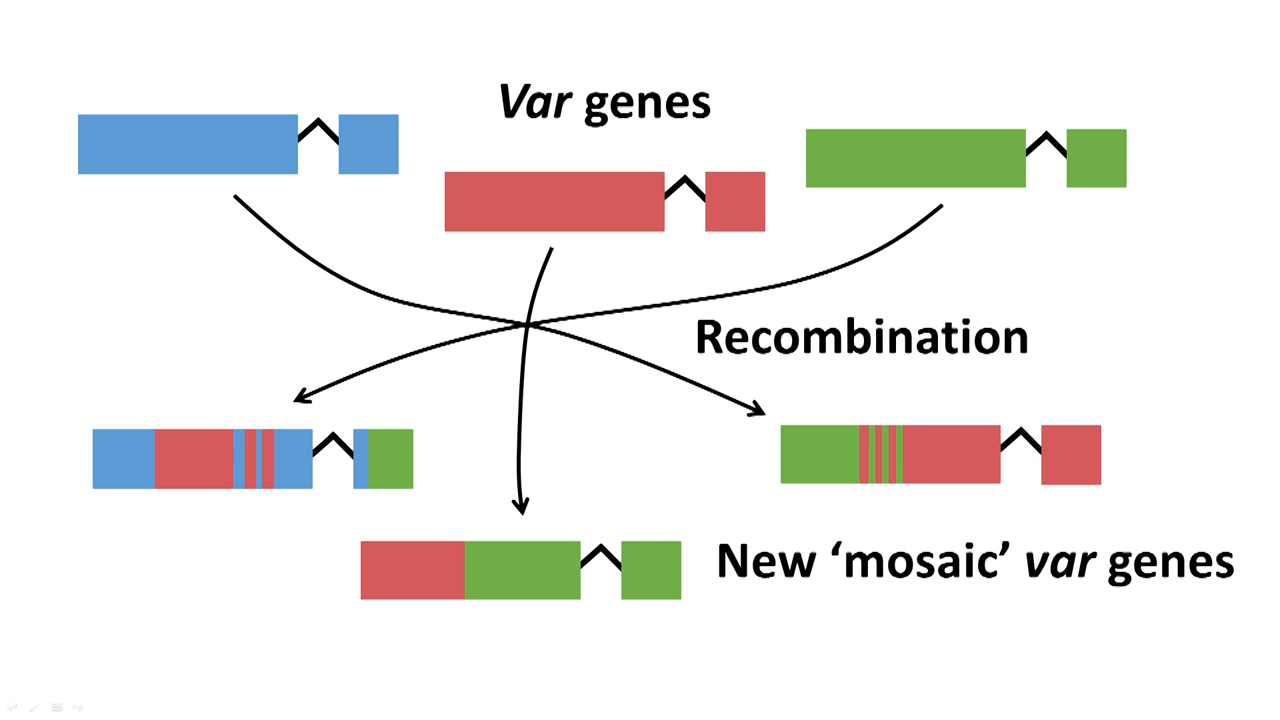 Var genes
Recombination
New ‘mosaic’ var genes